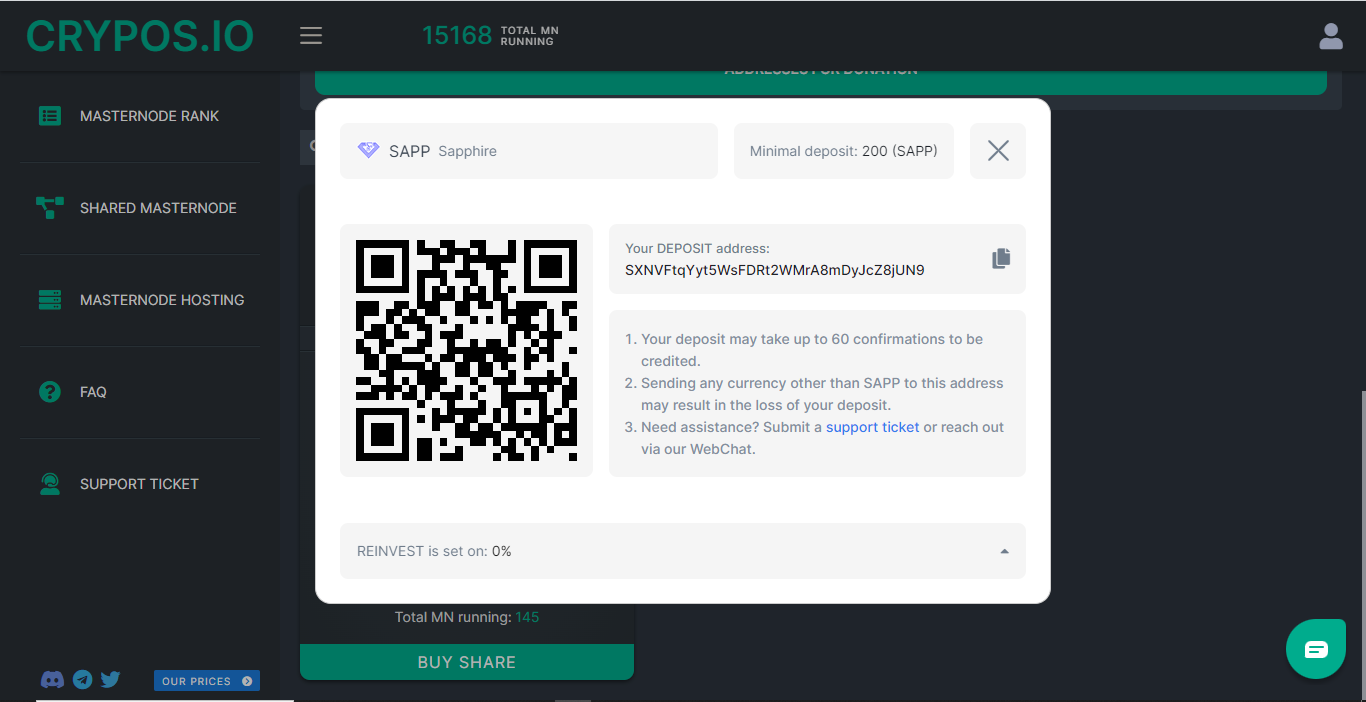 CRYPOS.IO
15168 TOTAL MN RUNNING
ADDRESSES FOR DONATION
MASTERNODE RANK
SHARED MASTERNODE
MASTERNODE HOSTING
FAQ
SUPPORT TICKET
OUR PRICES
SAPP Sapphire
Minimal deposit: 200 (SAPP)
Your DEPOSIT address:
SXNVFtqYyt5WsFDRt2WMrA8mDyJcZ8jUN9
1. Your deposit may take up to 60 confirmations to be
credited.
2. Sending any currency other than SAPP to this address
may result in the loss of your deposit.
3. Need assistance? Submit a support ticket or reach out
via our WebChat.
REINVEST is set on: 0%
Total MN running: 145
BUY SHARE